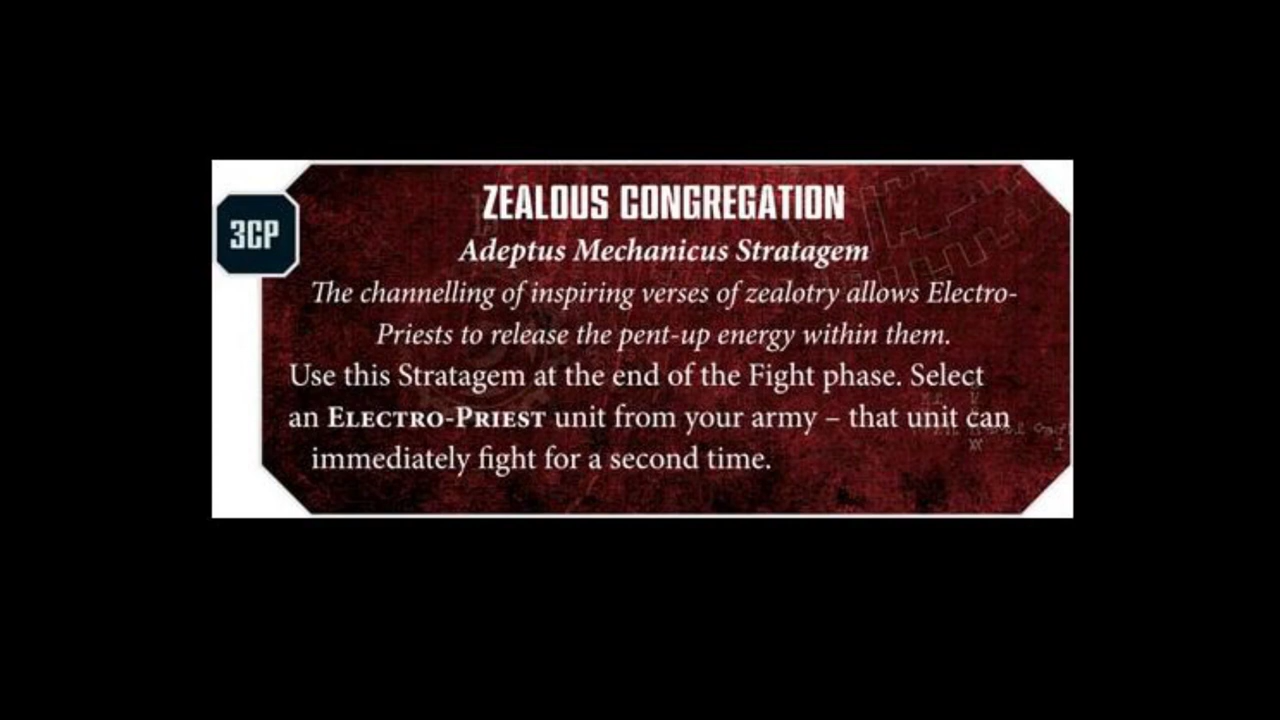 ZEALOUS CONGREGATION
3CP
Adeptus Mechanicus Stratagem
The channelling of inspiring verses of zealotry allows Electro-
Priests to release the pent-up energy within them.
Use this Stratagem at the end of the Fight phase. Select
an ELECTRO-PRIEST unit from your army – that unit can
immediately fight for a second time.